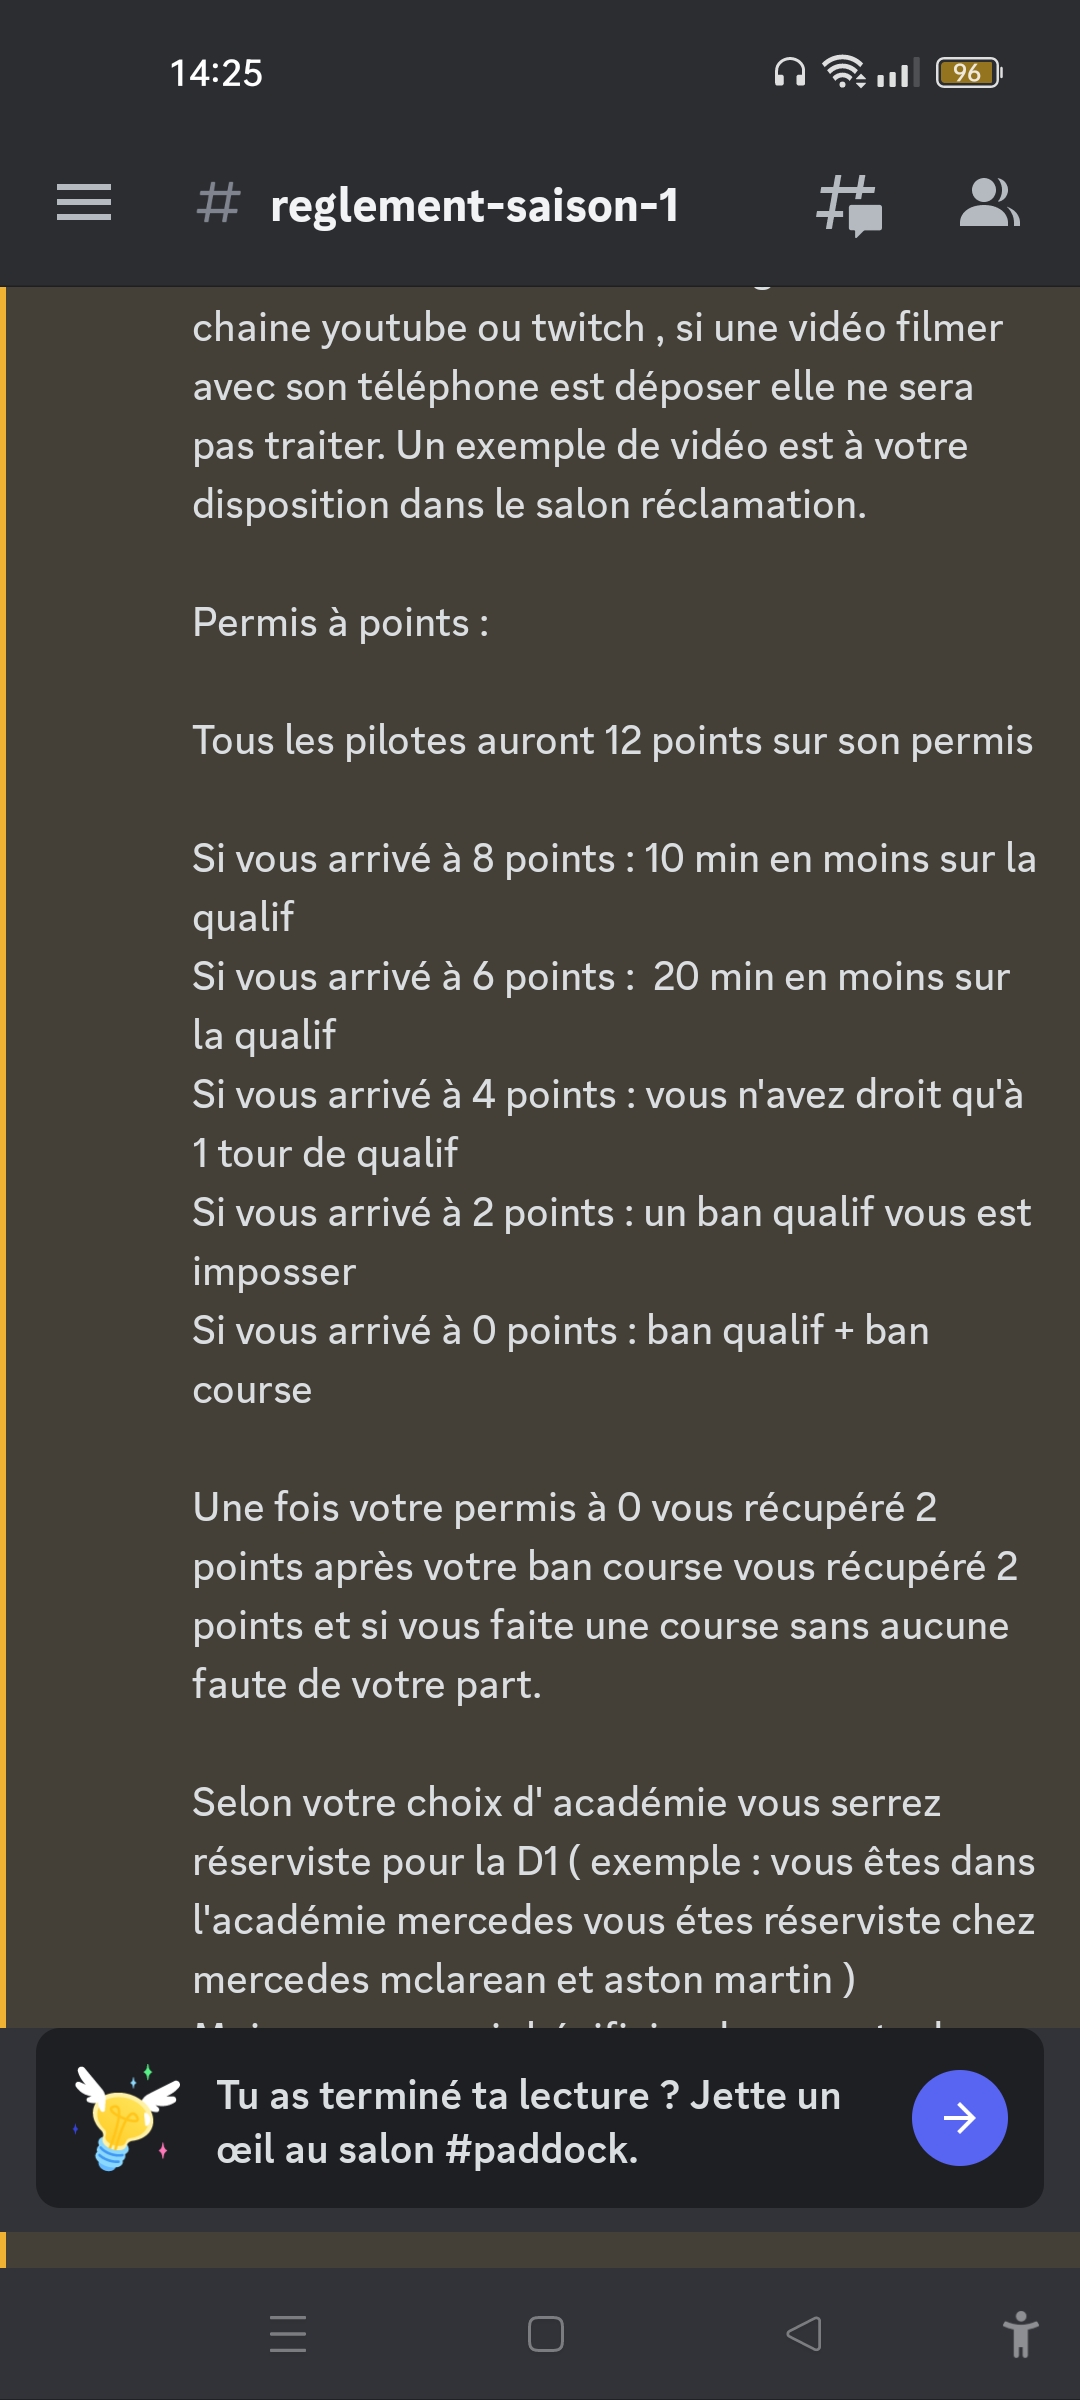 14:25
96
# reglement-saison-1
chaine youtube ou twitch , si une vidéo filmer
avec son téléphone est déposer elle ne sera
pas traiter. Un exemple de vidéo est à votre
disposition dans le salon réclamation.
Permis à points :
Tous les pilotes auront 12 points sur son permis
Si vous arrivé à 8 points : 10 min en moins sur la
qualif
Si vous arrivé à 6 points :  20 min en moins sur
la qualif
Si vous arrivé à 4 points : vous n'avez droit qu'à
1 tour de qualif
Si vous arrivé à 2 points : un ban qualif vous est
imposser
Si vous arrivé à 0 points : ban qualif + ban
course
Une fois votre permis à 0 vous récupéré 2
points après votre ban course vous récupéré 2
points et si vous faite une course sans aucune
faute de votre part.
Selon votre choix d' académie vous serrez
réserviste pour la D1 ( exemple : vous êtes dans
l'académie mercedes vous étes réserviste chez
mercedes mclarean et aston martin )
Tu as terminé ta lecture ? Jette un
œil au salon #paddock.